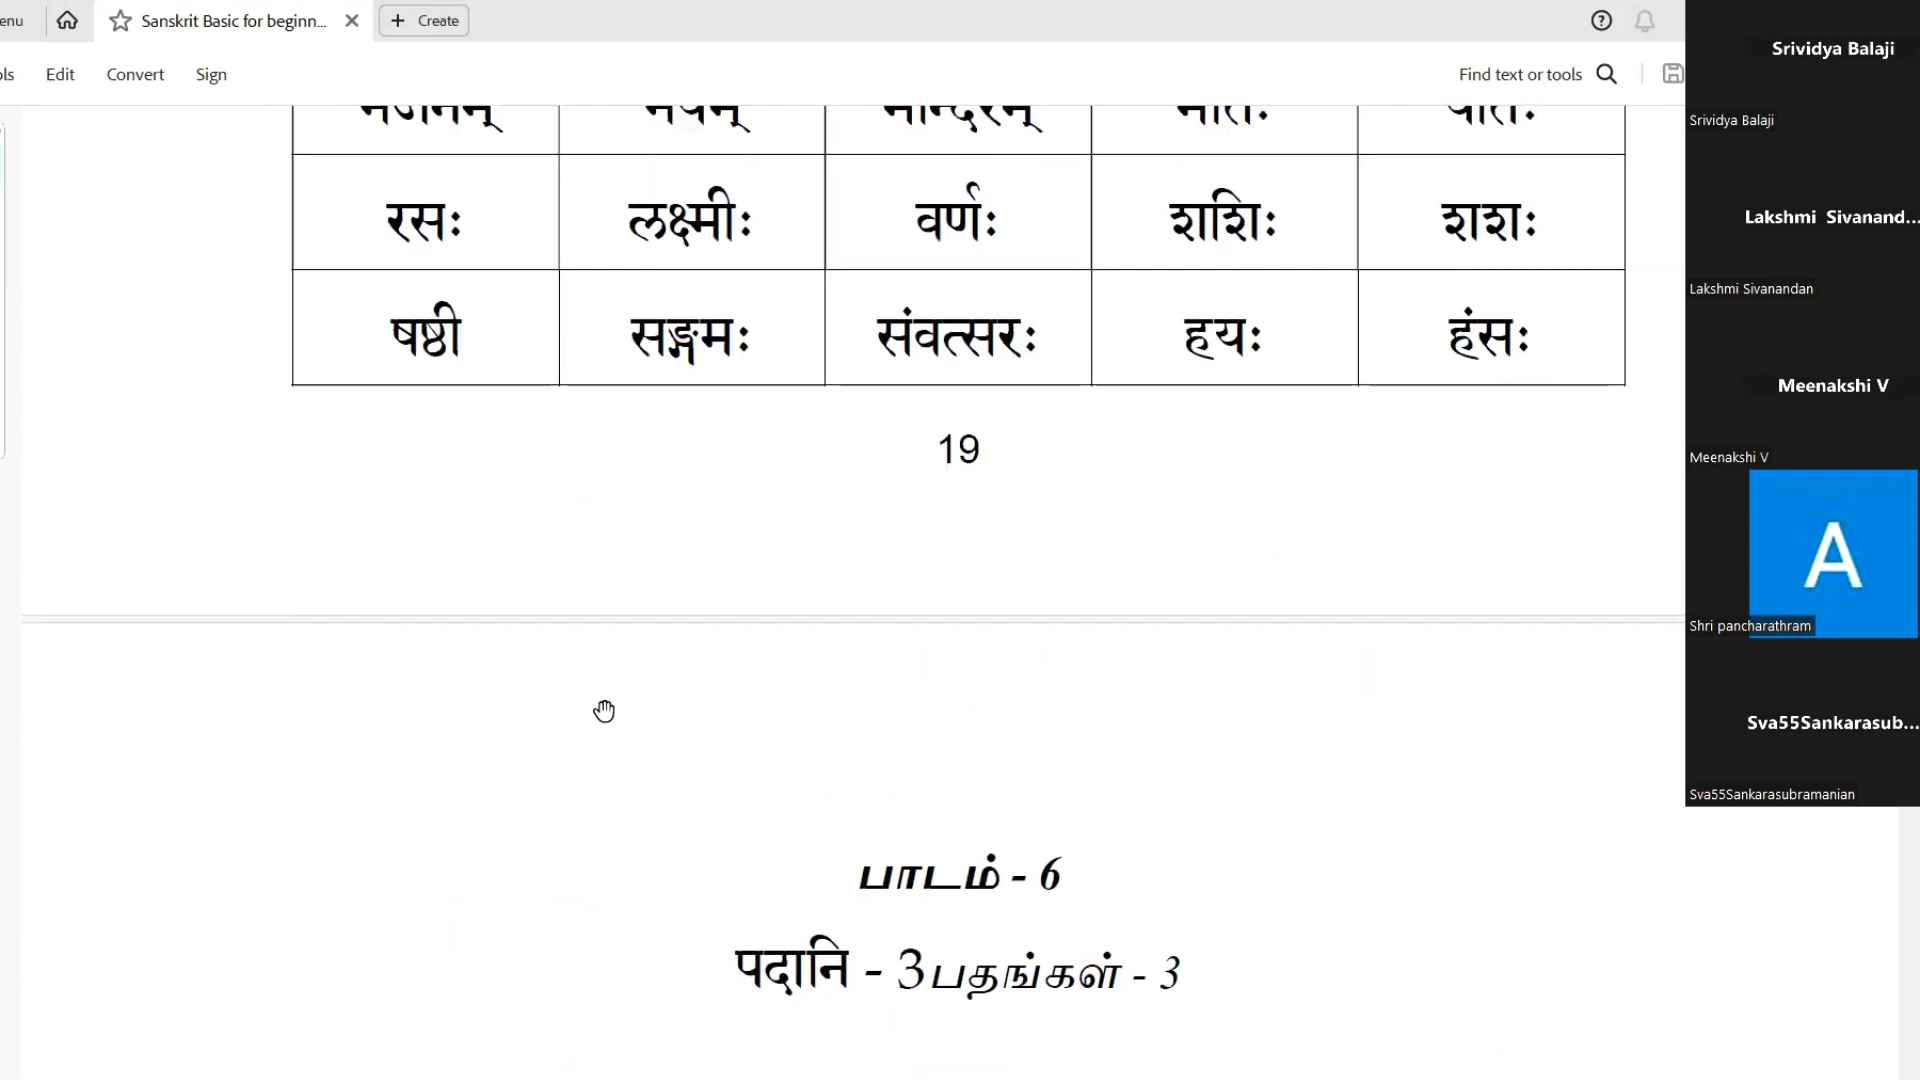 enu Sanskrit Basic for beginn... Create
ols Edit Convert Sign Find text or tools
रसः लक्ष्मीः वर्णः शशिः शशः
षष्ठी सङ्गमः संवत्सरः हयः हंसः
19
பாடம் - 6
पदानि - 3 பதங்கள் - 3
Srividya Balaji
Srividya Balaji
Lakshmi Sivanand...
Lakshmi Sivanandan
Meenakshi V
Meenakshi V
A
Shri pancharathram
Sva55Sankarasub...
Sva55Sankarasubramanian